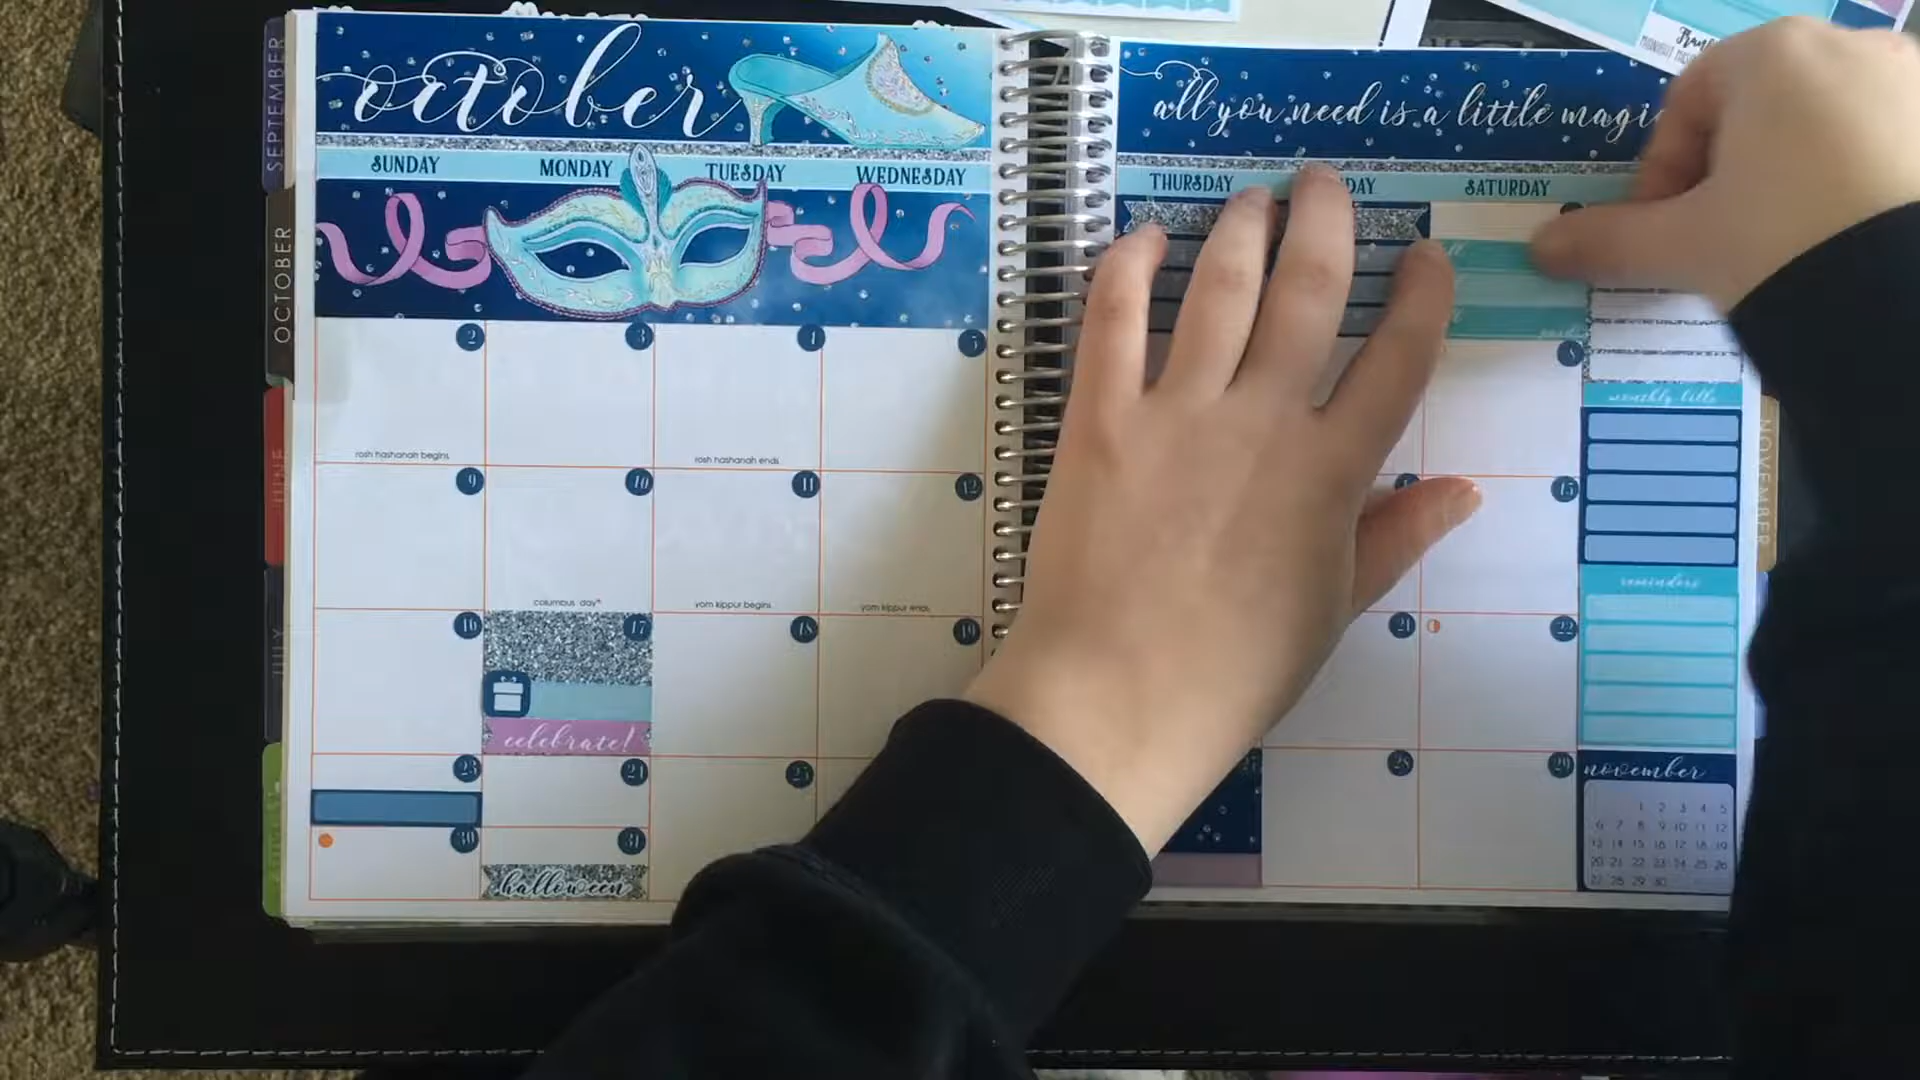 SEPTEMBER
OCTOBER
JUNE
JULY
october
SUNDAY MONDAY TUESDAY WEDNESDAY
2 3 4 5
rosh hashanah begins rosh hashanah ends
9 10 11 12
columbus day* yom kippur begins yom kippur ends
16 17 18 19
celebrate!
23 24 25
30 31
halloween
all you need is a little magic
THURSDAY SATURDAY
8
15
21 22
27 28 29
monthly bills
reminders
november
1 2 3 4 5
6 7 8 9 10 11 12
13 14 15 16 17 18 19
20 21 22 23 24 25 26
27 28 29 30
NOVEMBER